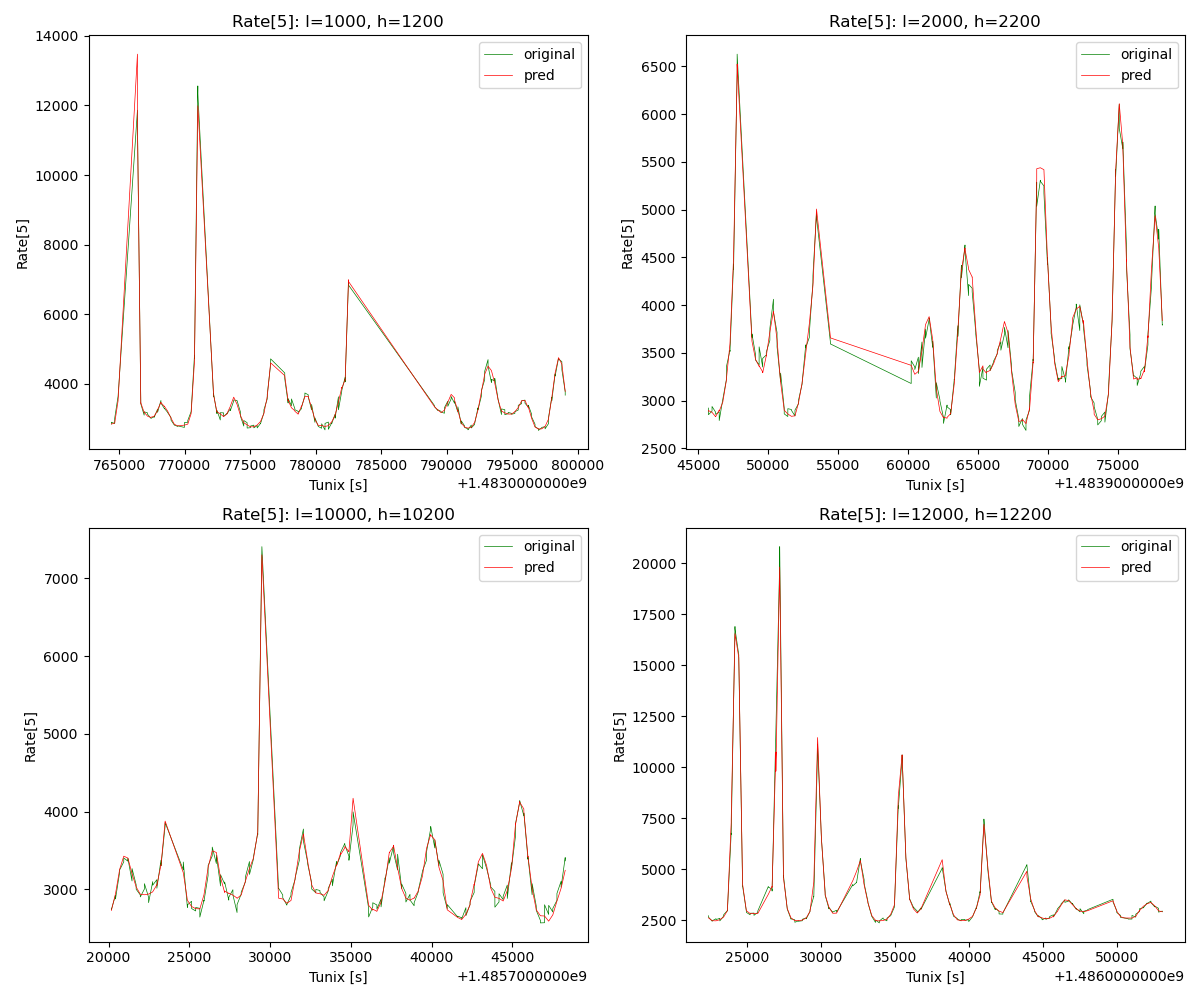 Rate[5]: l=1000, h=1200
original
pred
Rate[5]
14000
12000
10000
8000
6000
4000
765000 770000 775000 780000 785000 790000 795000 800000
Tunix [s]
+1.4830000000e9
Rate[5]: l=2000, h=2200
original
pred
Rate[5]
6500
6000
5500
5000
4500
4000
3500
3000
2500
45000 50000 55000 60000 65000 70000 75000
Tunix [s]
+1.4839000000e9
Rate[5]: l=10000, h=10200
original
pred
Rate[5]
7000
6000
5000
4000
3000
20000 25000 30000 35000 40000 45000
Tunix [s]
+1.4857000000e9
Rate[5]: l=12000, h=12200
original
pred
Rate[5]
20000
17500
15000
12500
10000
7500
5000
2500
25000 30000 35000 40000 45000 50000
Tunix [s]
+1.4860000000e9